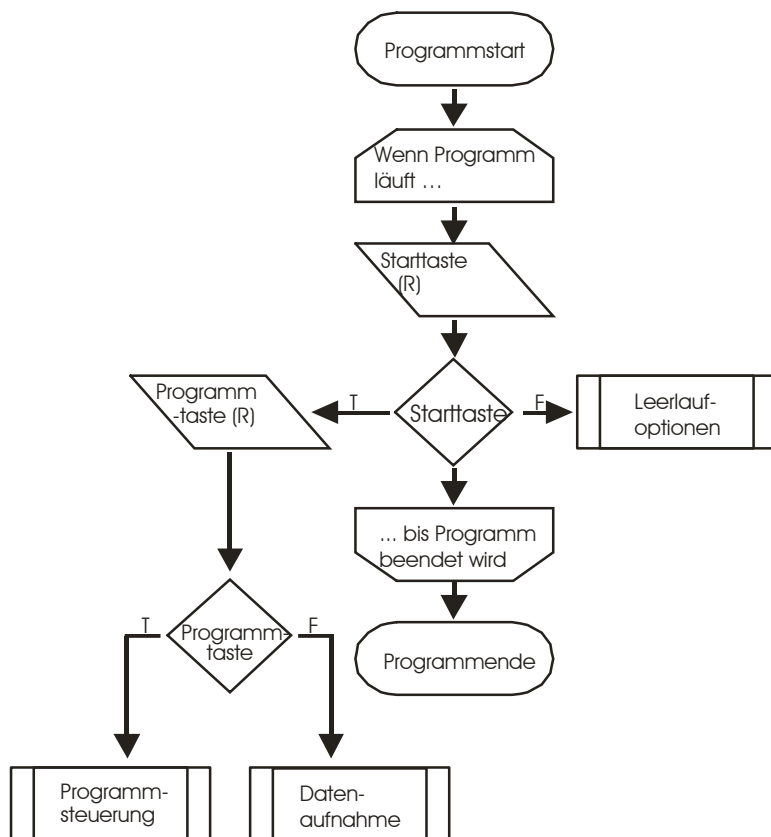 Programmstart
Wenn Programm
läuft ...
Starttaste
(R)
Programm
-taste (R)
T
Starttaste
F
Leerlauf-
optionen
... bis Programm
beendet wird
T
Programm-
taste
F
Programmende
Programm-
steuerung
Daten-
aufnahme